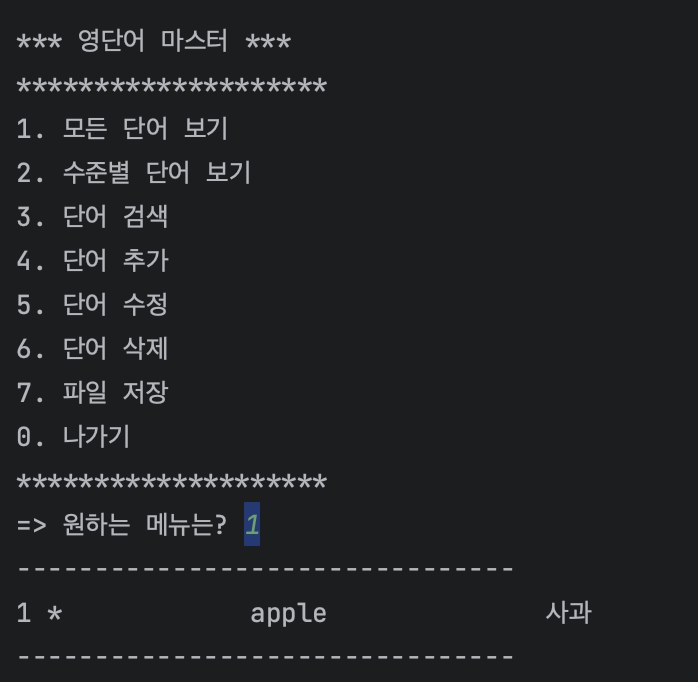 *** 영단어 마스터 ***
********************
1. 모든 단어 보기
2. 수준별 단어 보기
3. 단어 검색
4. 단어 추가
5. 단어 수정
6. 단어 삭제
7. 파일 저장
0. 나가기
********************
=> 원하는 메뉴는? 1
--------------------------------
1 *            apple              사과
--------------------------------